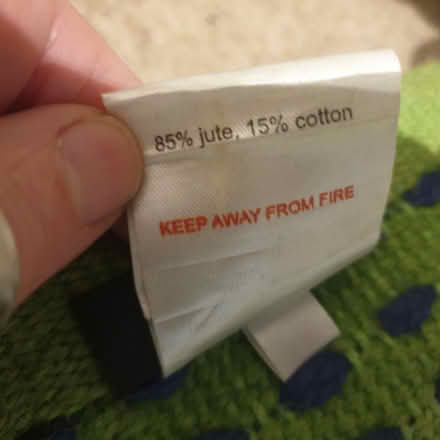 85% jute, 15% cotton
KEEP AWAY FROM FIRE